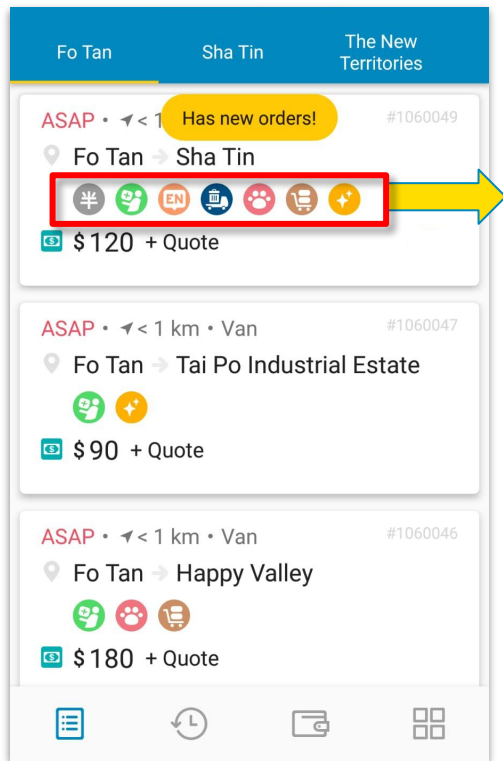 Fo Tan
Sha Tin
The New
Territories
Has new orders!
ASAP • < 1
#1060049
Fo Tan → Sha Tin
半 EN
$120 + Quote
ASAP • < 1 km • Van
#1060047
Fo Tan → Tai Po Industrial Estate
$90 + Quote
ASAP • < 1 km • Van
#1060046
Fo Tan → Happy Valley
$180 + Quote